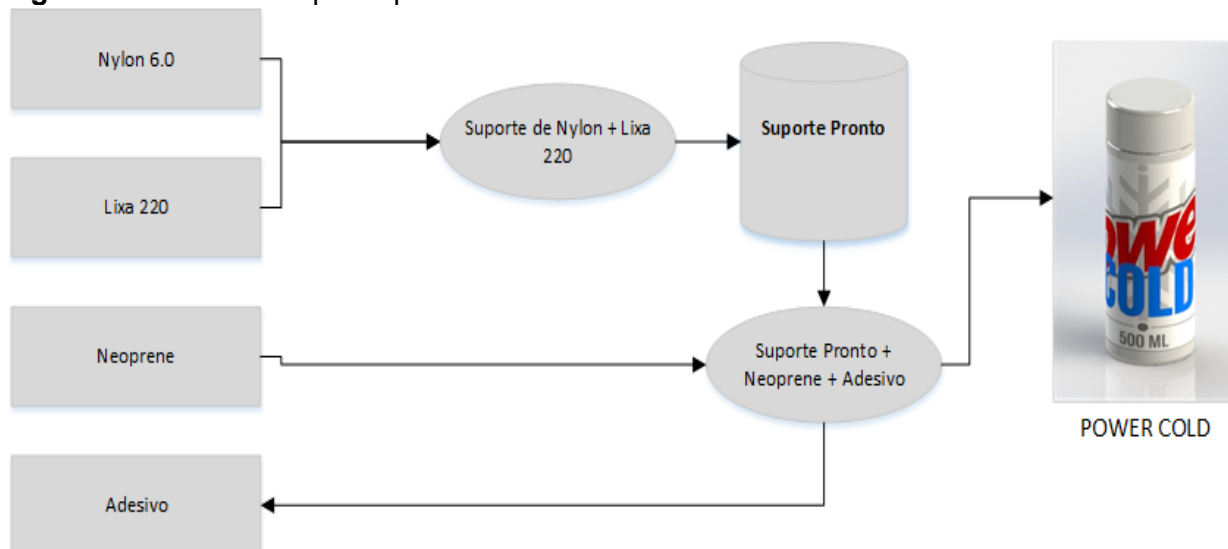 Nylon 6.0
Lixa 220
Suporte de Nylon + Lixa
220
Suporte Pronto
Neoprene
Suporte Pronto +
Neoprene + Adesivo
Adesivo
COLD
500 ML
POWER COLD